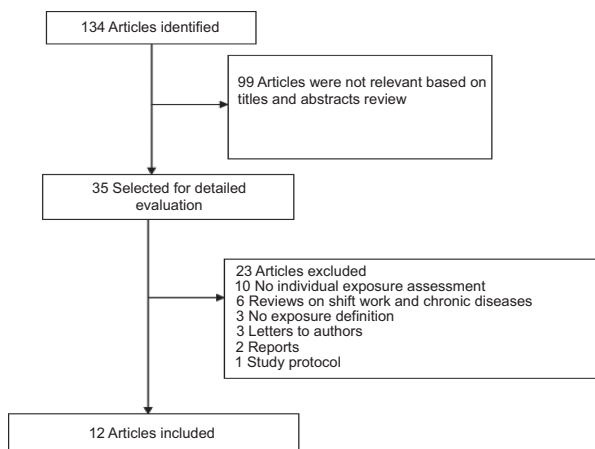 134 Articles identified
99 Articles were not relevant based on
titles and abstracts review
35 Selected for detailed
evaluation
23 Articles excluded
10 No individual exposure assessment
6 Reviews on shift work and chronic diseases
3 No exposure definition
3 Letters to authors
2 Reports
1 Study protocol
12 Articles included